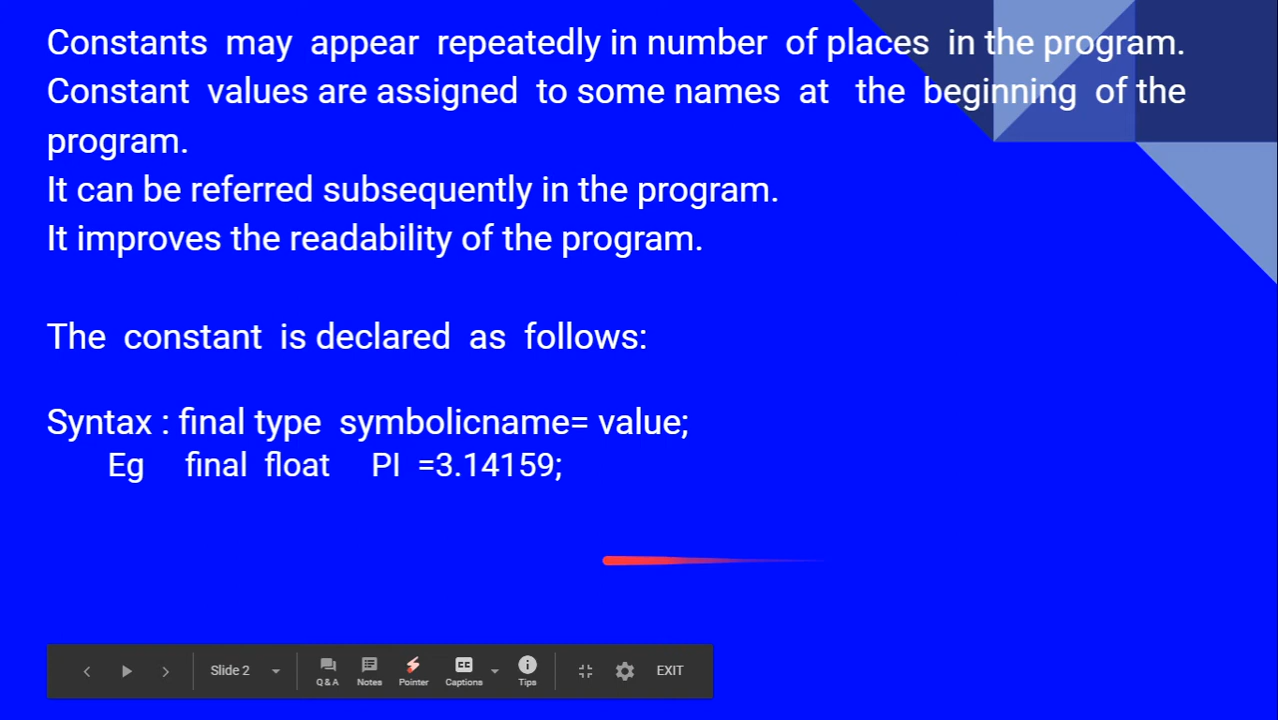 Constants may appear repeatedly in number of places in the program.
Constant values are assigned to some names at the beginning of the
program.
It can be referred subsequently in the program.
It improves the readability of the program.
The constant is declared as follows:
Syntax : final type symbolicname= value;
Eg final float PI =3.14159;
Slide 2 Q&A Notes Pointer Captions Tips EXIT